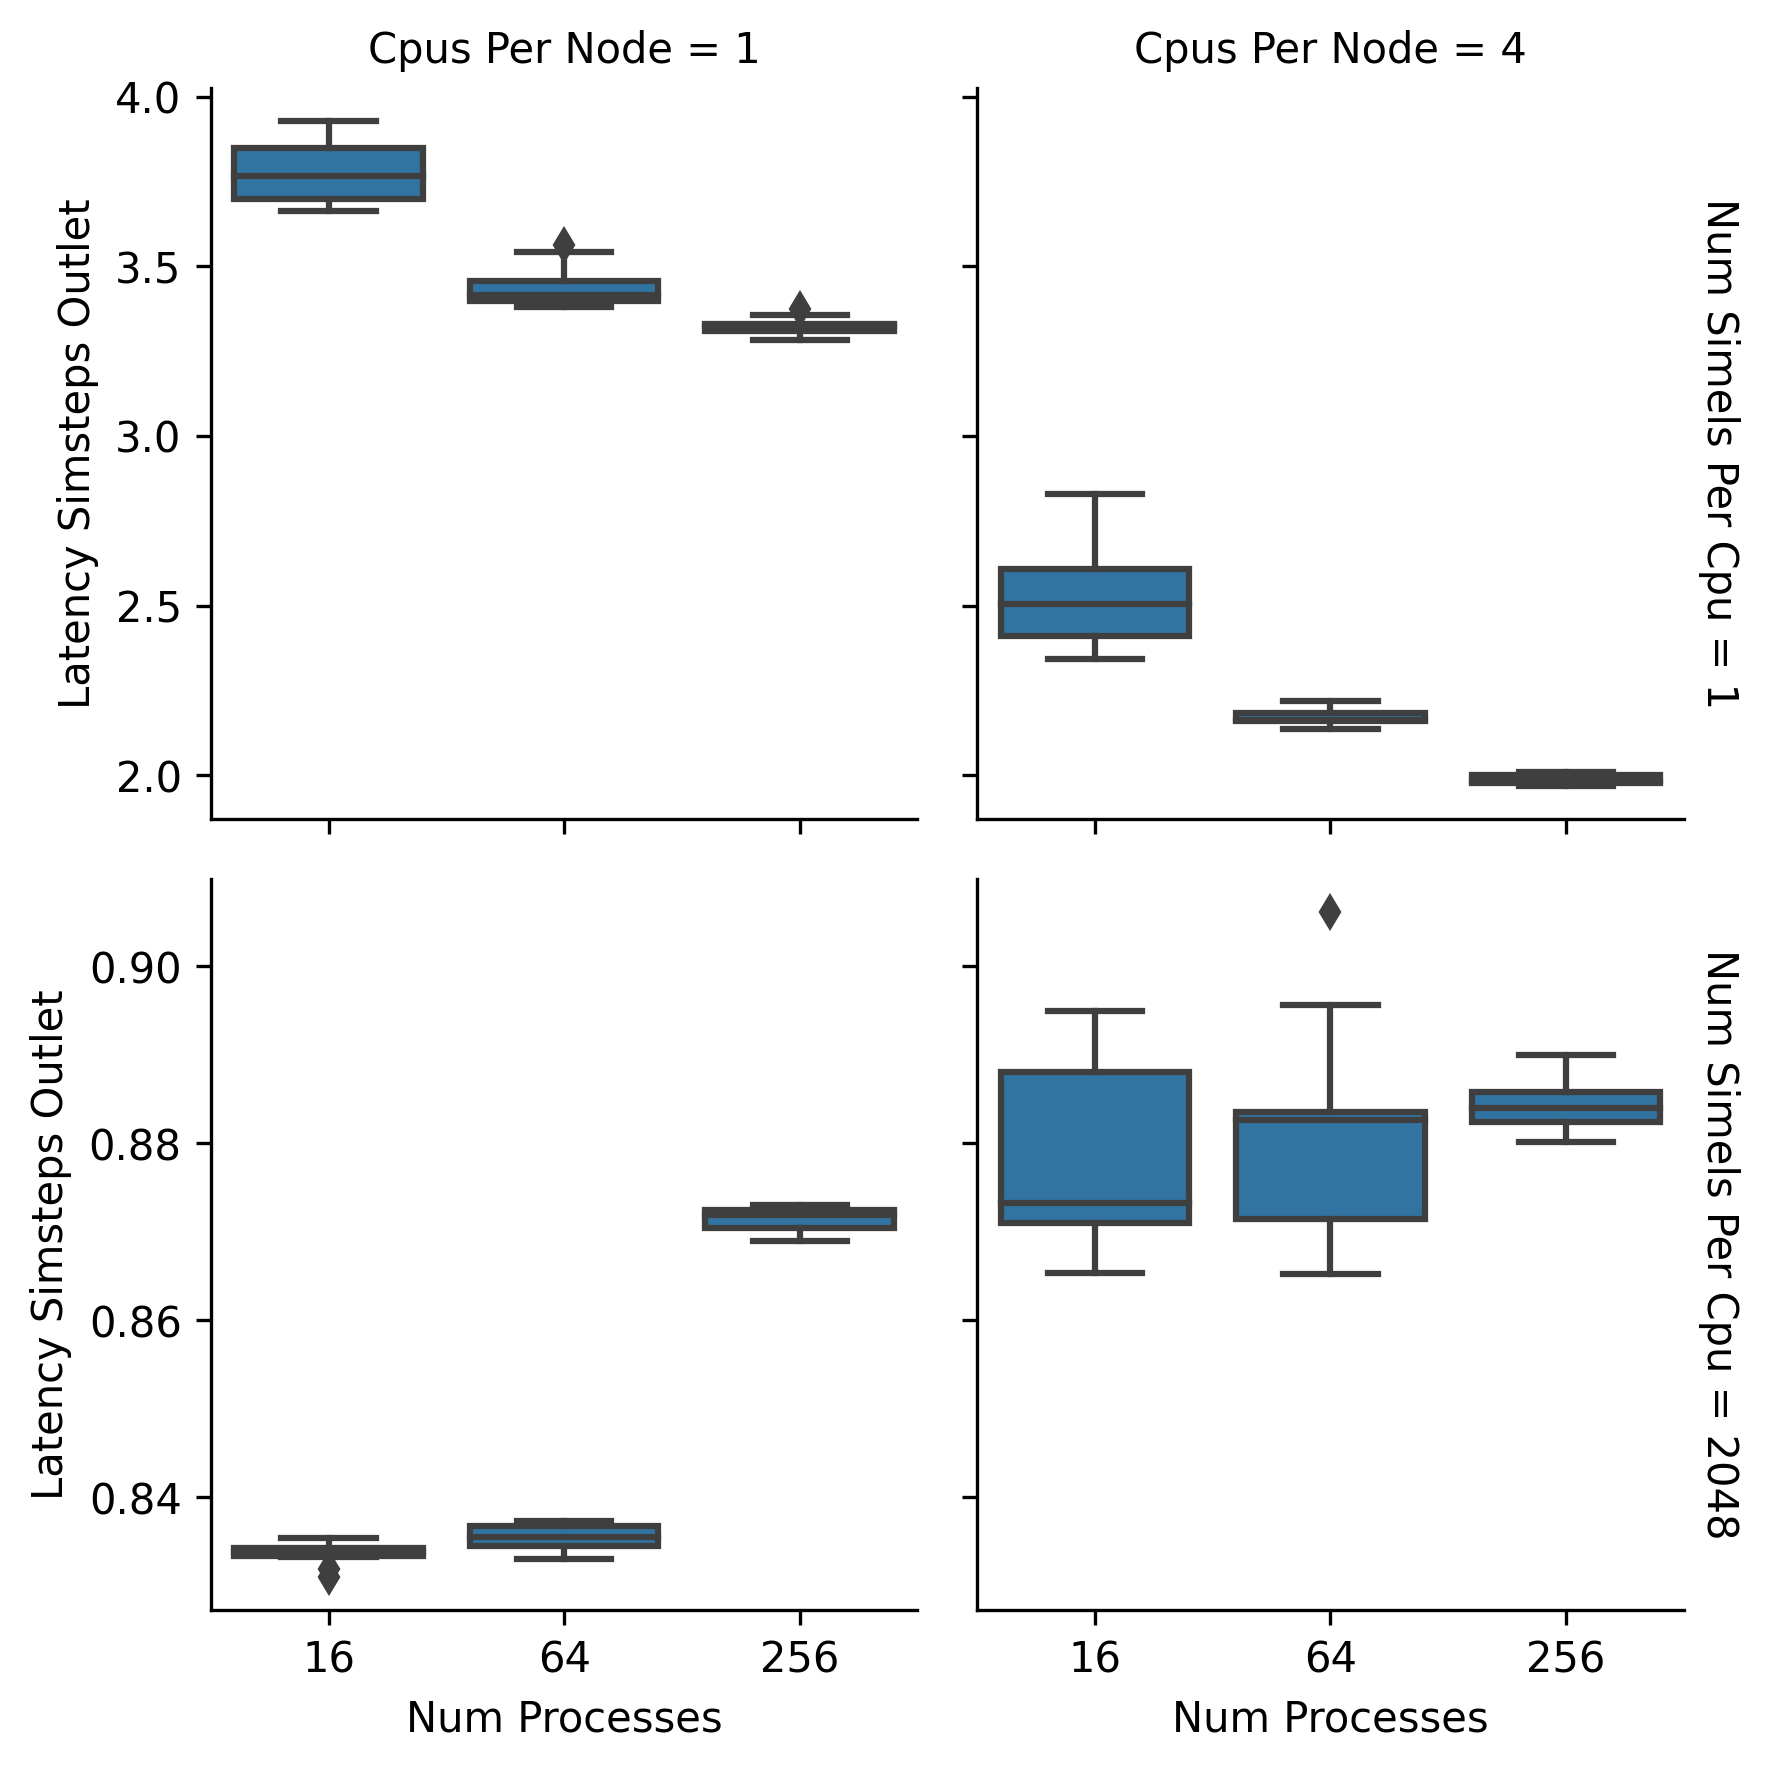 Cpus Per Node = 1
Cpus Per Node = 4
4.0
3.5
3.0
2.5
2.0
Latency Simsteps Outlet
Num Simels Per Cpu = 1
0.90
0.88
0.86
0.84
Latency Simsteps Outlet
Num Simels Per Cpu = 2048
16
64
256
16
64
256
Num Processes
Num Processes